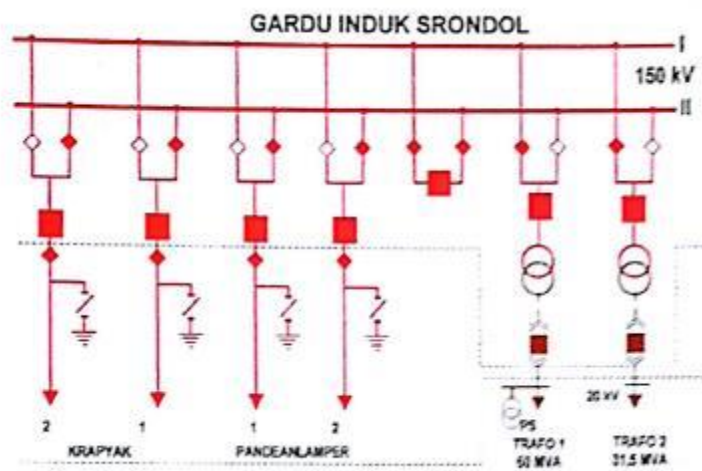 GARDU INDUK SRONDOL
I
150 kV
II
2 1 1 2
KRAPYAK PANDEANLAMPER
PS
20 kV
TRAFO 1
60 MVA
TRAFO 2
31,5 MVA